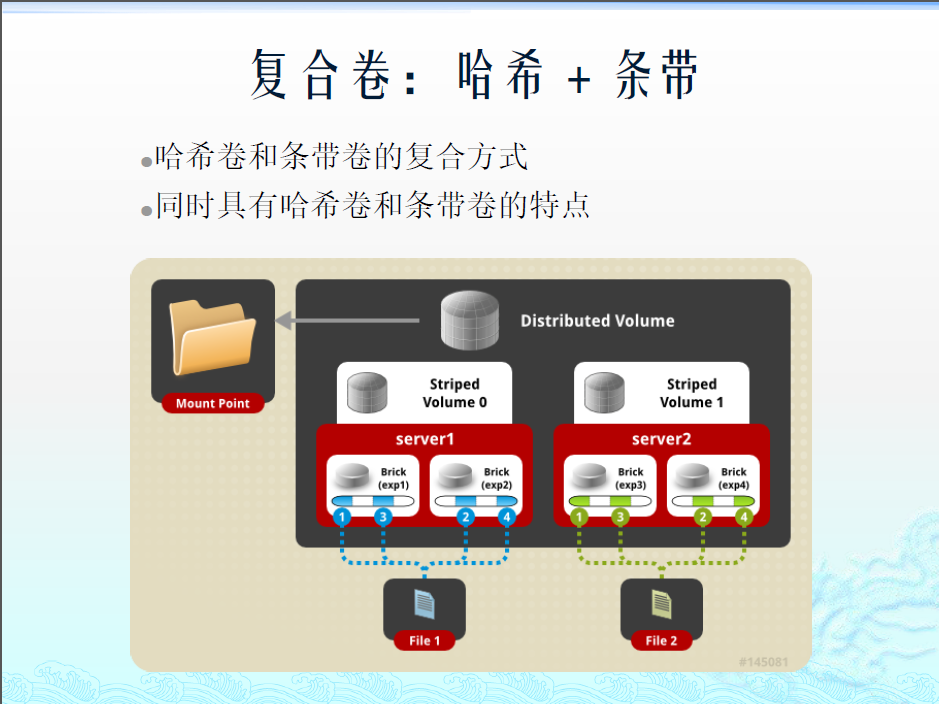 复合卷：哈希 + 条带
哈希卷和条带卷的复合方式
同时具有哈希卷和条带卷的特点
Mount Point
Distributed Volume
Striped
Volume 0
Striped
Volume 1
server1
server2
Brick
(exp1)
Brick
(exp2)
Brick
(exp3)
Brick
(exp4)
1
3
2
4
1
3
2
4
File 1
File 2
#145081